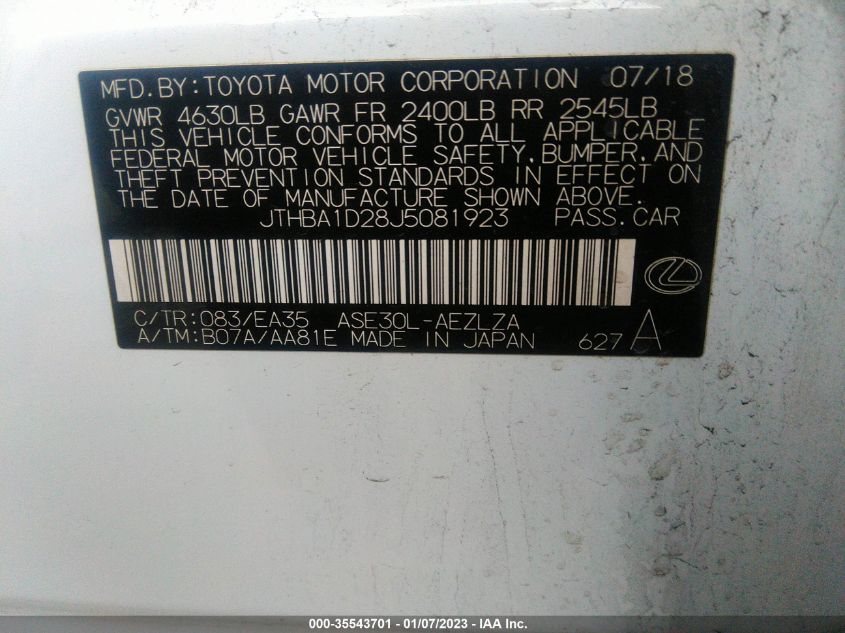 MFD.BY:TOYOTA MOTOR CORPORATION 07/18
GVWR 4630LB GAWR FR 2400LB RR 2545LB
THIS VEHICLE CONFORMS TO ALL APPLICABLE
FEDERAL MOTOR VEHICLE SAFETY,BUMPER,AND
THEFT PREVENTION STANDARDS IN EFFECT ON
THE DATE OF MANUFACTURE SHOWN ABOVE.
JTHBA1D28J5081923 PASS.CAR
C/TR:083/EA35 ASE30L-AEZLZA
A/TM:B07A/AA81E MADE IN JAPAN 627 A
000-35543701 - 01/07/2023 - IAA Inc.